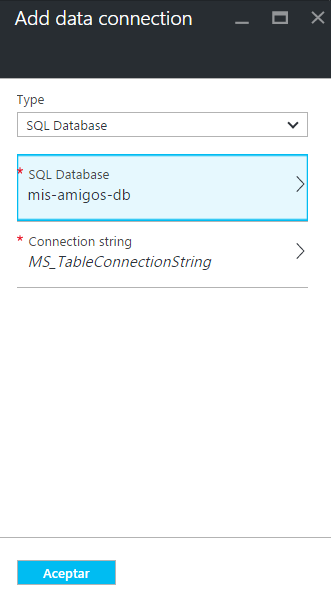 Add data connection
Type
SQL Database
* SQL Database
mis-amigos-db
* Connection string
MS_TableConnectionString
Aceptar